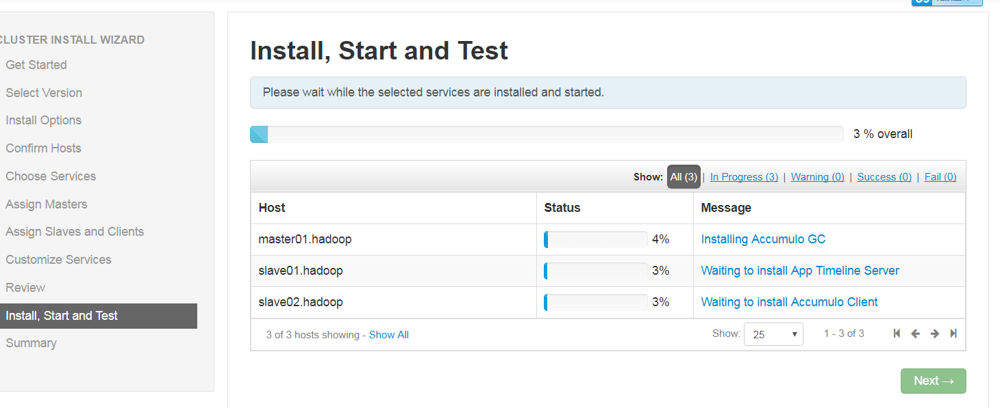 CLUSTER INSTALL WIZARD
Get Started
Select Version
Install Options
Confirm Hosts
Choose Services
Assign Masters
Assign Slaves and Clients
Customize Services
Review
Install, Start and Test
Summary
Install, Start and Test
Please wait while the selected services are installed and started.
3 % overall
Show: All (3) | In Progress (3) | Warning (0) | Success (0) | Fail (0)
Host Status Message
master01.hadoop 4% Installing Accumulo GC
slave01.hadoop 3% Waiting to install App Timeline Server
slave02.hadoop 3% Waiting to install Accumulo Client
3 of 3 hosts showing - Show All Show: 25 1 - 3 of 3
Next →